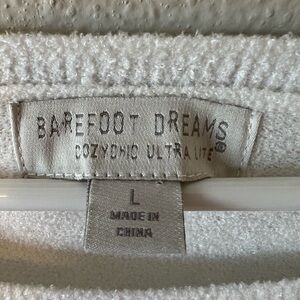 BAREFOOT DREAMS®
COZYCHIC ULTRA LITE®
L
MADE IN
CHINA